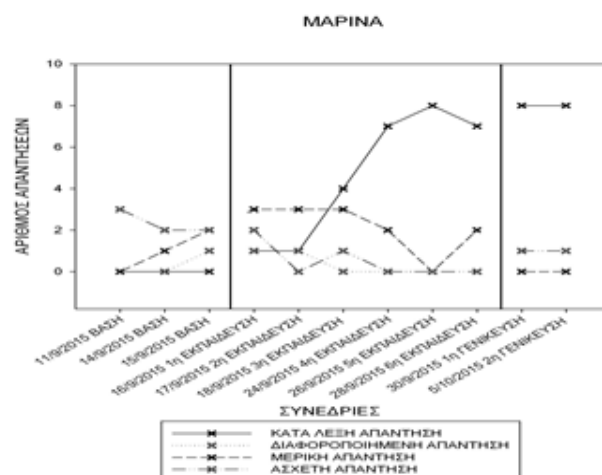 ΜΑΡΙΝΑ
ΑΡΙΘΜΟΣ ΑΠΑΝΤΗΣΕΩΝ
10
8
6
4
2
0
11/9/2015 ΒΑΣΗ
14/9/2015 ΒΑΣΗ
15/9/2015 ΒΑΣΗ
16/9/2015 1η ΕΚΠΑΙΔΕΥΣΗ
17/9/2015 2η ΕΚΠΑΙΔΕΥΣΗ
18/9/2015 3η ΕΚΠΑΙΔΕΥΣΗ
24/9/2015 4η ΕΚΠΑΙΔΕΥΣΗ
26/9/2015 5η ΕΚΠΑΙΔΕΥΣΗ
28/9/2015 6η ΕΚΠΑΙΔΕΥΣΗ
30/9/2015 1η ΓΕΝΙΚΕΥΣΗ
5/10/2015 2η ΓΕΝΙΚΕΥΣΗ
ΣΥΝΕΔΡΙΕΣ
ΚΑΤΑ ΛΕΞΗ ΑΠΑΝΤΗΣΗ
ΔΙΑΦΟΡΟΠΟΙΗΜΕΝΗ ΑΠΑΝΤΗΣΗ
ΜΕΡΙΚΗ ΑΠΑΝΤΗΣΗ
ΑΣΧΕΤΗ ΑΠΑΝΤΗΣΗ